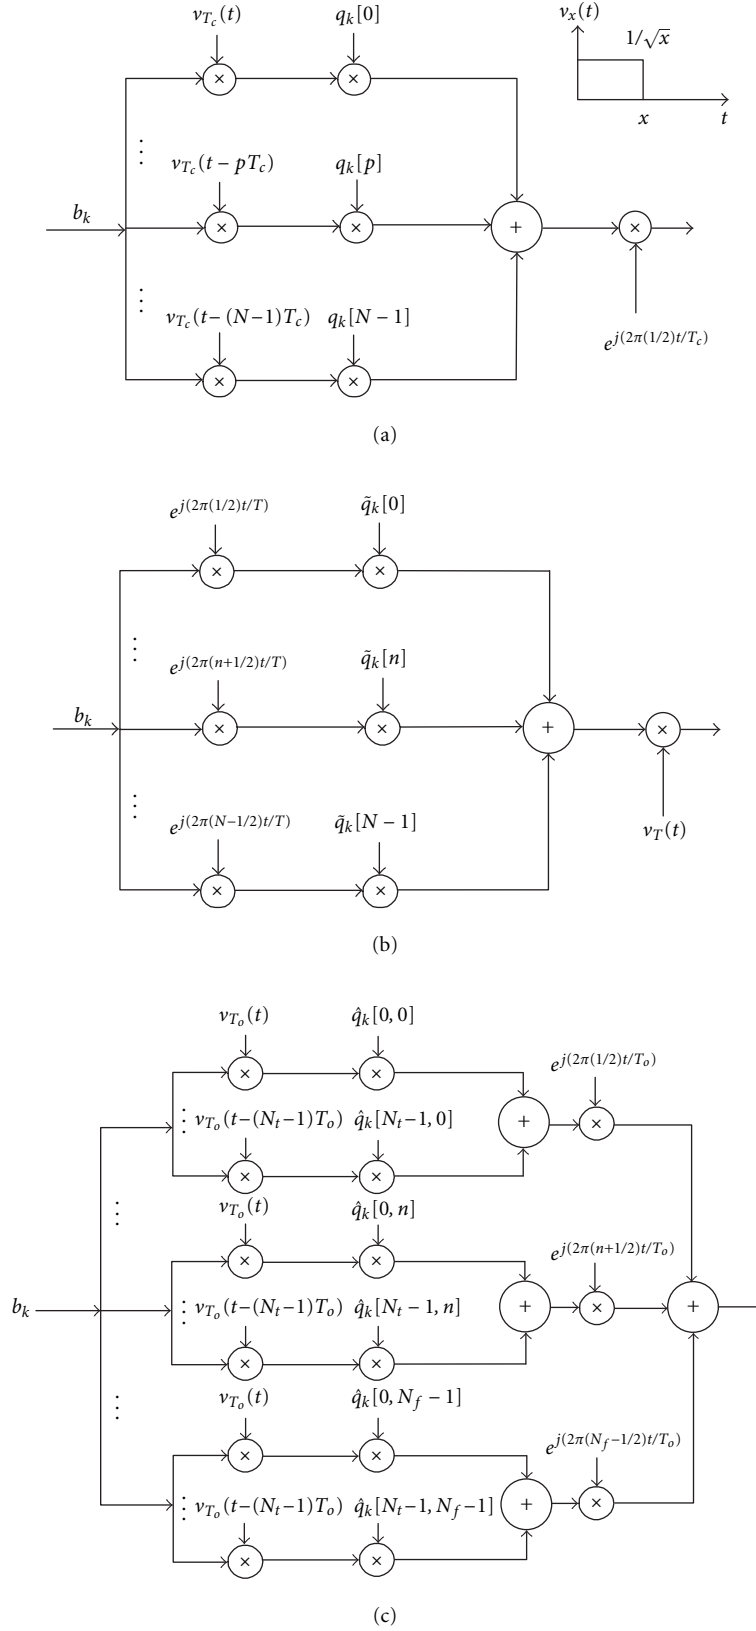 v_{T_c}(t) q_k[0] v_x(t)
1/√x
× ×
x t
⋮
v_{T_c}(t − pT_c) q_k[p]
b_k × × + ×
⋮
v_{T_c}(t− (N−1)T_c) q_k[N − 1]
e^{j(2π(1/2)t/T_c)}
× ×
(a)
e^{j(2π(1/2)t/T)} q̃_k[0]
× ×
⋮
e^{j(2π(n+1/2)t/T)} q̃_k[n]
b_k × × + ×
⋮
e^{j(2π(N−1/2)t/T)} q̃_k[N − 1]
v_T(t)
× ×
(b)
v_{T_o}(t) q̂_k[0, 0]
e^{j(2π(1/2)t/T_o)}
× ×
⋮ v_{T_o}(t−(N_t−1)T_o) q̂_k[N_t−1, 0] + ×
× ×
⋮
v_{T_o}(t) q̂_k[0, n]
e^{j(2π(n+1/2)t/T_o)}
× ×
b_k ⋮ v_{T_o}(t−(N_t−1)T_o) q̂_k[N_t − 1, n] + × +
× ×
⋮
v_{T_o}(t) q̂_k[0, N_f − 1]
e^{j(2π(N_f−1/2)t/T_o)}
× ×
⋮ v_{T_o}(t−(N_t−1)T_o) q̂_k[N_t−1, N_f−1] + ×
× ×
(c)